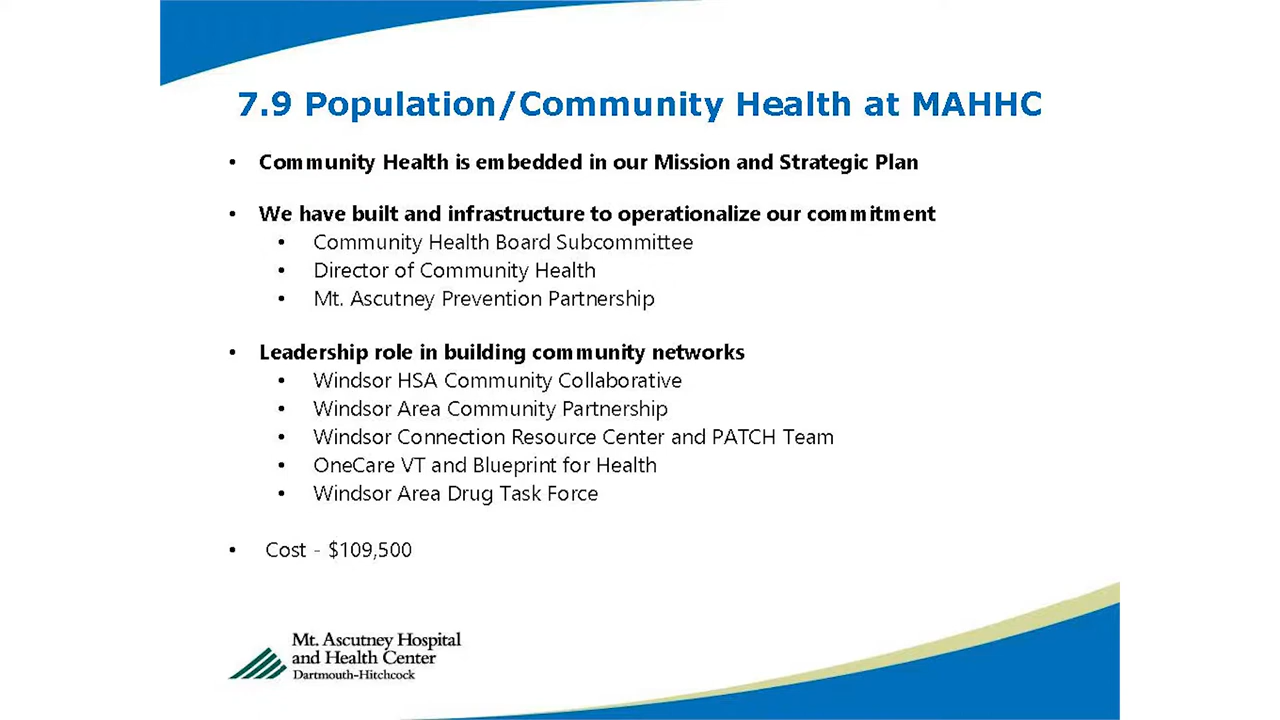 7.9 Population/Community Health at MAHHC
• Community Health is embedded in our Mission and Strategic Plan
• We have built and infrastructure to operationalize our commitment
• Community Health Board Subcommittee
• Director of Community Health
• Mt. Ascutney Prevention Partnership
• Leadership role in building community networks
• Windsor HSA Community Collaborative
• Windsor Area Community Partnership
• Windsor Connection Resource Center and PATCH Team
• OneCare VT and Blueprint for Health
• Windsor Area Drug Task Force
• Cost - $109,500
Mt. Ascutney Hospital
and Health Center
Dartmouth-Hitchcock